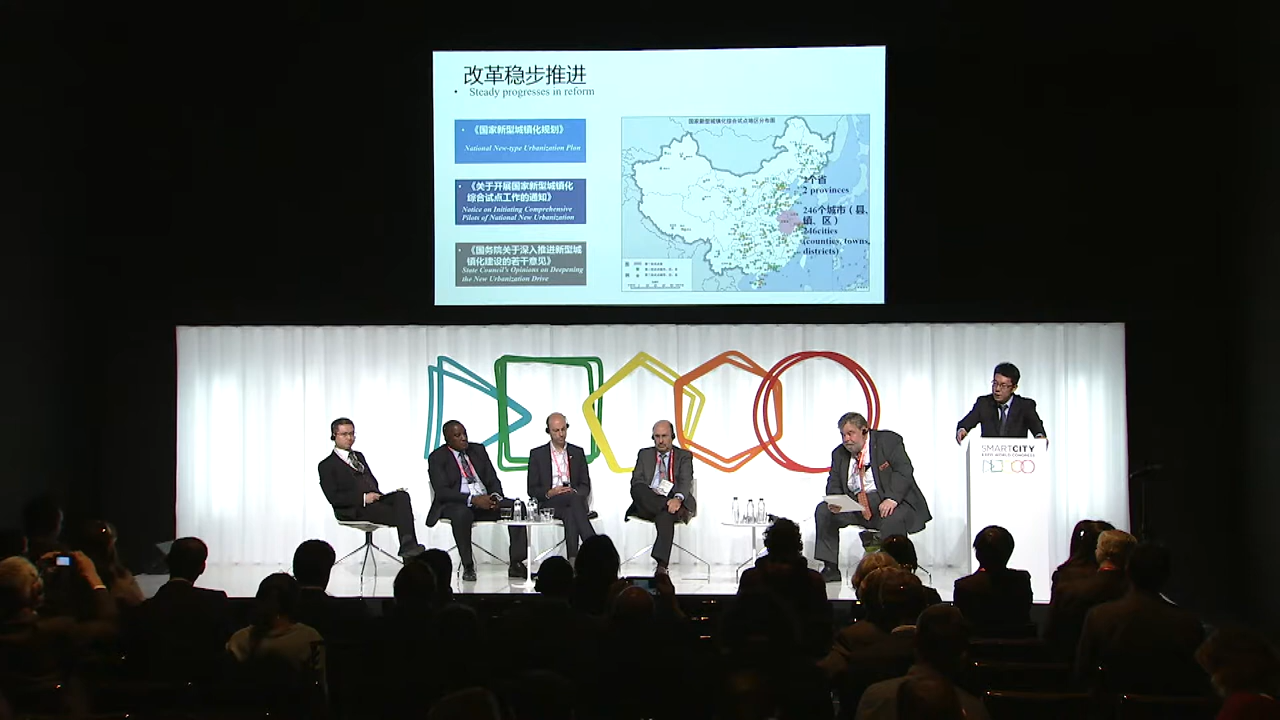 改革稳步推进
• Steady progresses in reform
• 《国家新型城镇化规划》
National New-type Urbanization Plan
• 《关于开展国家新型城镇化
综合试点工作的通知》
Notice on Initiating Comprehensive
Pilots of National New Urbanization
• 《国务院关于深入推进新型城
镇化建设的若干意见》
State Council's Opinions on Deepening
the New Urbanization Drive
国家新型城镇化综合试点地区分布图
2个省
2 provinces
246个城市（县、
镇、区）
246cities
(counties, towns,
districts)
SMARTCITY
EXPO WORLD CONGRESS